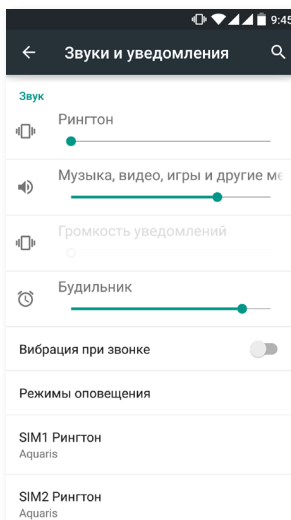 9:45
Звуки и уведомления
Звук
Рингтон
Музыка, видео, игры и другие ме
Громкость уведомлений
Будильник
Вибрация при звонке
Режимы оповещения
SIM1 Рингтон
Aquaris
SIM2 Рингтон
Aquaris